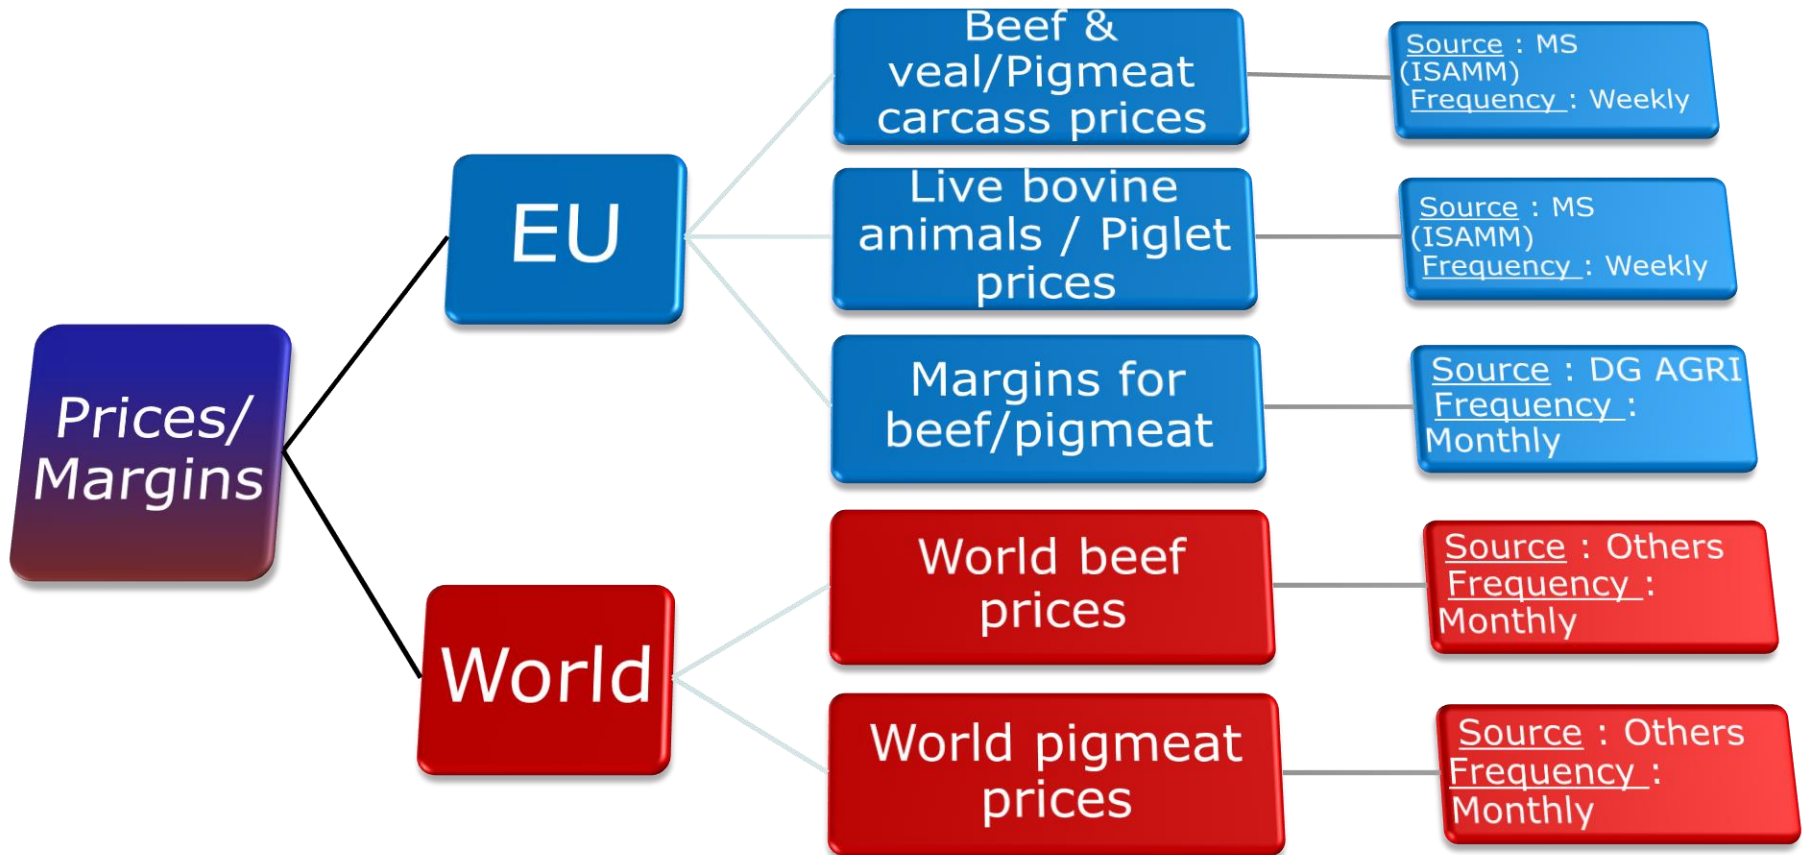 Prices/
Margins
EU
Beef &
veal/Pigmeat
carcass prices
Source : MS
(ISAMM)
Frequency : Weekly
Live bovine
animals / Piglet
prices
Source : MS
(ISAMM)
Frequency : Weekly
Margins for
beef/pigmeat
Source : DG AGRI
Frequency :
Monthly
World
World beef
prices
Source : Others
Frequency :
Monthly
World pigmeat
prices
Source : Others
Frequency :
Monthly